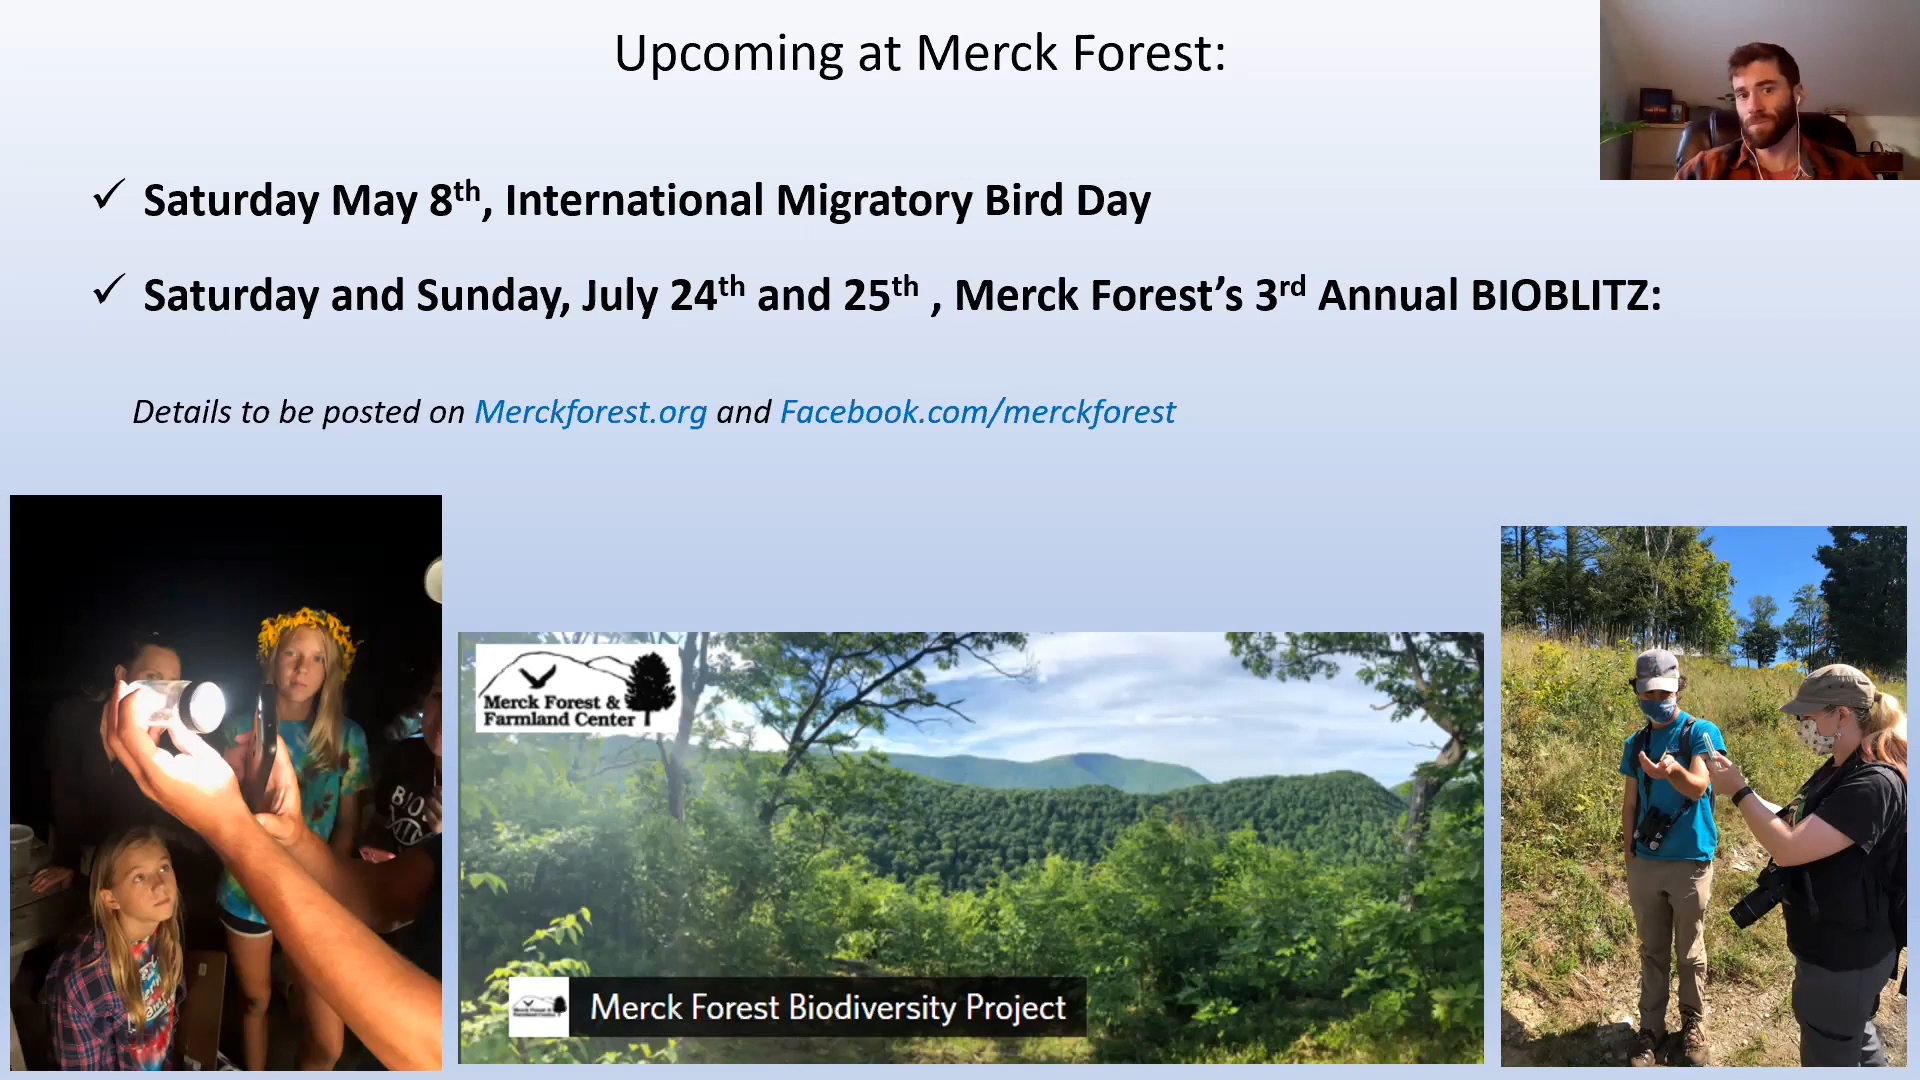 Upcoming at Merck Forest:
✓ Saturday May 8th, International Migratory Bird Day
✓ Saturday and Sunday, July 24th and 25th , Merck Forest’s 3rd Annual BIOBLITZ:
Details to be posted on Merckforest.org and Facebook.com/merckforest
Merck Forest &
Farmland Center
BIO
Merck Forest Biodiversity Project